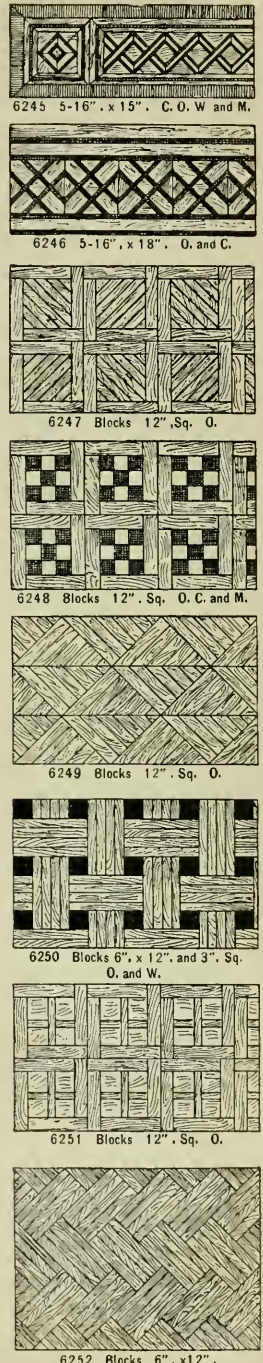 6245 5-16". x 15". C. O. W and M.
6246 5-16", x 18". O. and C.
6247 Blocks 12", Sq. O.
6248 Blocks 12". Sq. O. C. and M.
6249 Blocks 12". Sq. O.
6250 Blocks 6", x 12", and 3". Sq.
O. and W.
6251 Blocks 12". Sq. O.
6252 Blocks 6". x12".